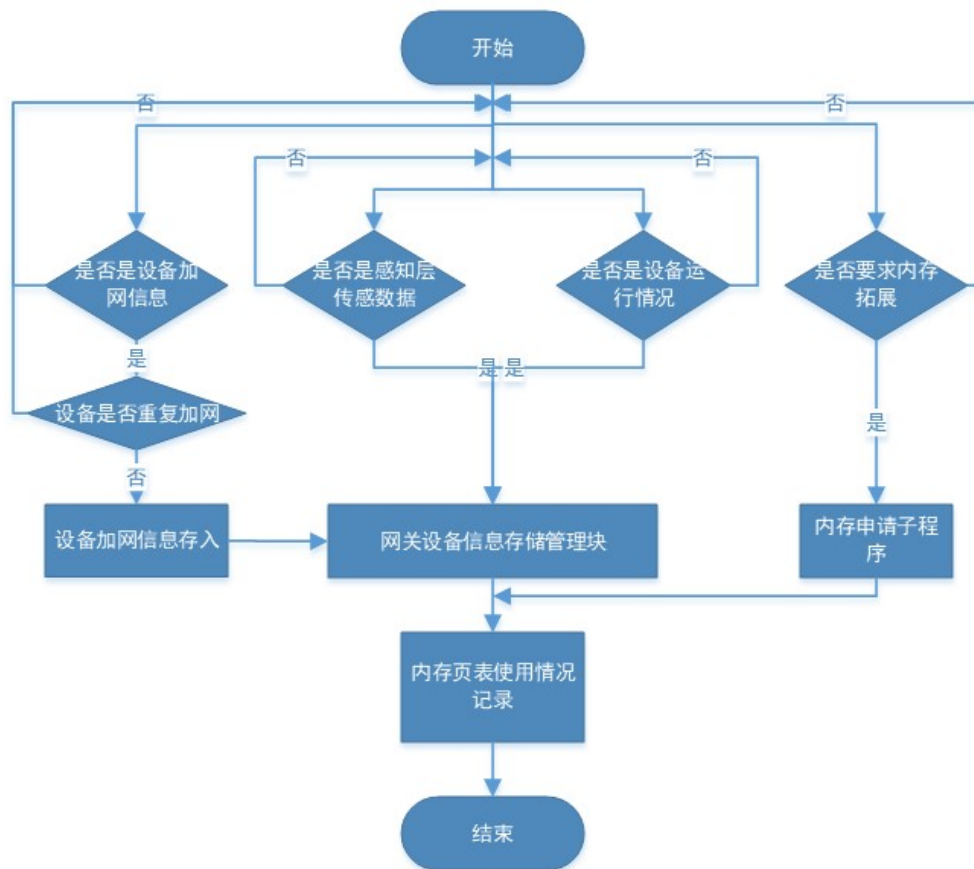 开始
否
否
否
否
是否是设备加
网信息
是否是感知层
传感数据
是否是设备运
行情况
是否要求内存
拓展
是
是
是
设备是否重复加网
是
否
设备加网信息存入
网关设备信息存储管理块
内存申请子程
序
内存页表使用情况
记录
结束